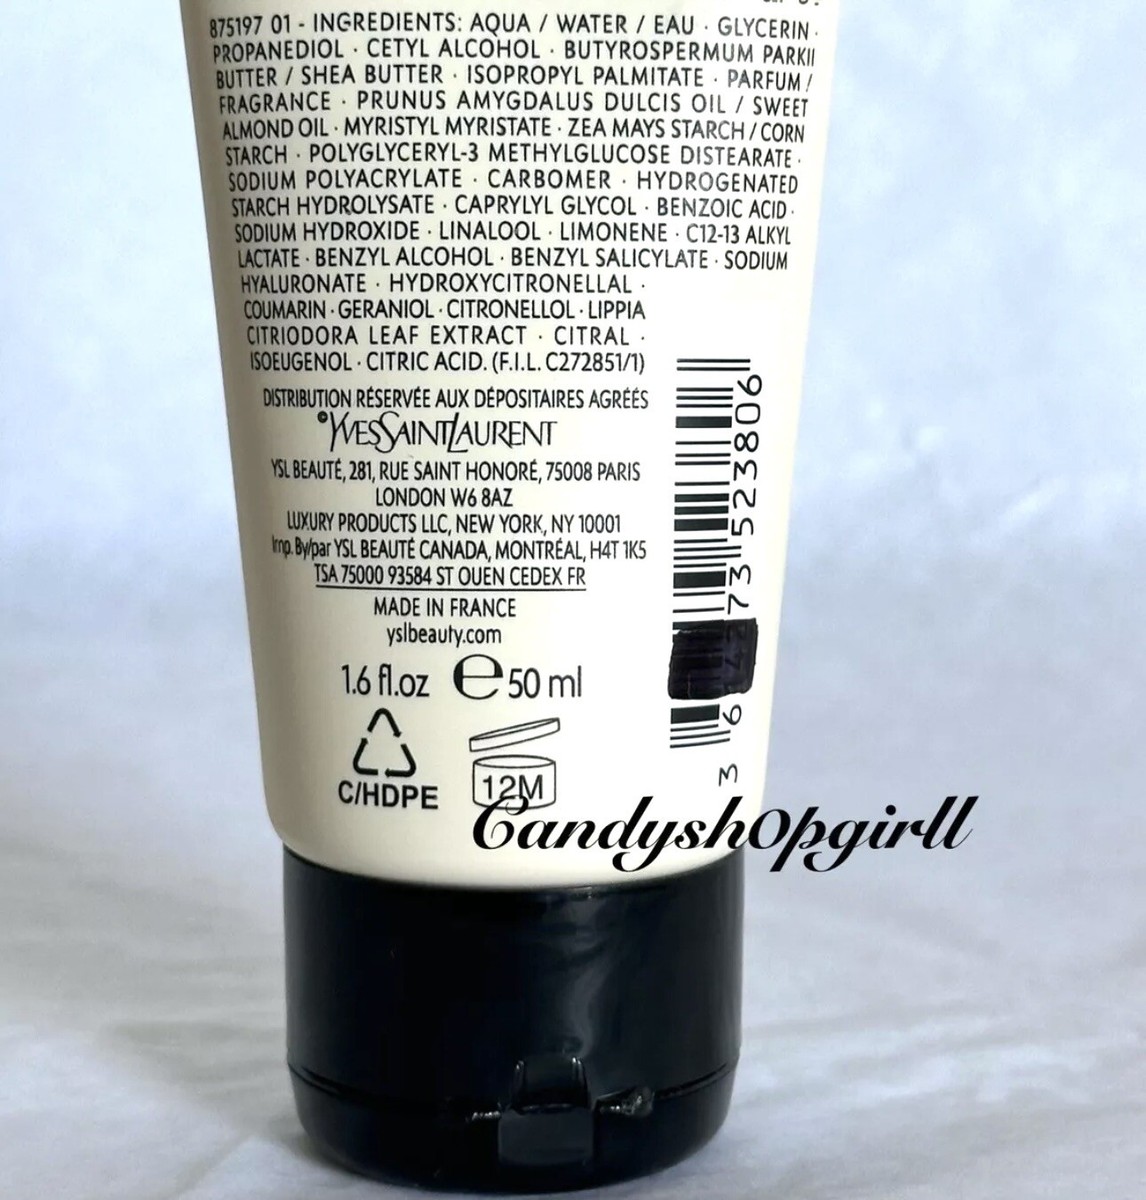 875197 01 - INGREDIENTS: AQUA / WATER / EAU · GLYCERIN ·
PROPANEDIOL · CETYL ALCOHOL · BUTYROSPERMUM PARKII
BUTTER / SHEA BUTTER · ISOPROPYL PALMITATE · PARFUM /
FRAGRANCE · PRUNUS AMYGDALUS DULCIS OIL / SWEET
ALMOND OIL · MYRISTYL MYRISTATE · ZEA MAYS STARCH / CORN
STARCH · POLYGLYCERYL-3 METHYLGLUCOSE DISTEARATE ·
SODIUM POLYACRYLATE · CARBOMER · HYDROGENATED
STARCH HYDROLYSATE · CAPRYLYL GLYCOL · BENZOIC ACID ·
SODIUM HYDROXIDE · LINALOOL · LIMONENE · C12-13 ALKYL
LACTATE · BENZYL ALCOHOL · BENZYL SALICYLATE · SODIUM
HYALURONATE · HYDROXYCITRONELLAL ·
COUMARIN · GERANIOL · CITRONELLOL · LIPPIA
CITRIODORA LEAF EXTRACT · CITRAL ·
ISOEUGENOL · CITRIC ACID. (F.I.L. C272851/1)
DISTRIBUTION RÉSERVÉE AUX DÉPOSITAIRES AGRÉÉS
©YVESSAINTLAURENT
YSL BEAUTÉ, 281, RUE SAINT HONORÉ, 75008 PARIS
LONDON W6 8AZ
LUXURY PRODUCTS LLC, NEW YORK, NY 10001
Imp. By/par YSL BEAUTÉ CANADA, MONTRÉAL, H4T 1K5
TSA 75000 93584 ST OUEN CEDEX FR
MADE IN FRANCE
yslbeauty.com
1.6 fl.oz ℮ 50 ml
C/HDPE
12M
3 6 73 523806
Candysh0pgirll